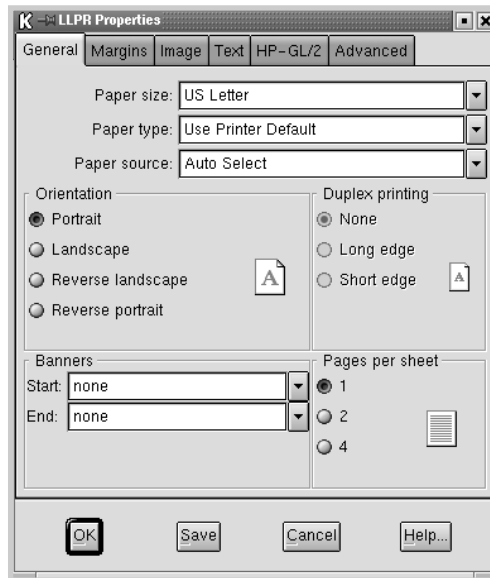 LLPR Properties
General Margins Image Text HP-GL/2 Advanced
Paper size: US Letter
Paper type: Use Printer Default
Paper source: Auto Select
Orientation
Portrait
Landscape
Reverse landscape
Reverse portrait
A
Duplex printing
None
Long edge
Short edge
A
Banners
Start: none
End: none
Pages per sheet
1
2
4
OK Save Cancel Help...